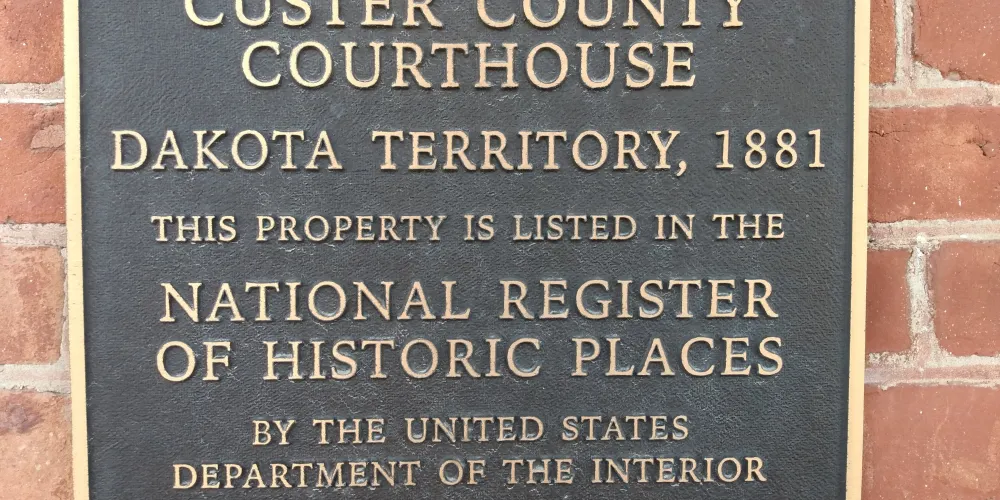 CUSTER COUNTY
COURTHOUSE
DAKOTA TERRITORY, 1881
THIS PROPERTY IS LISTED IN THE
NATIONAL REGISTER
OF HISTORIC PLACES
BY THE UNITED STATES
DEPARTMENT OF THE INTERIOR